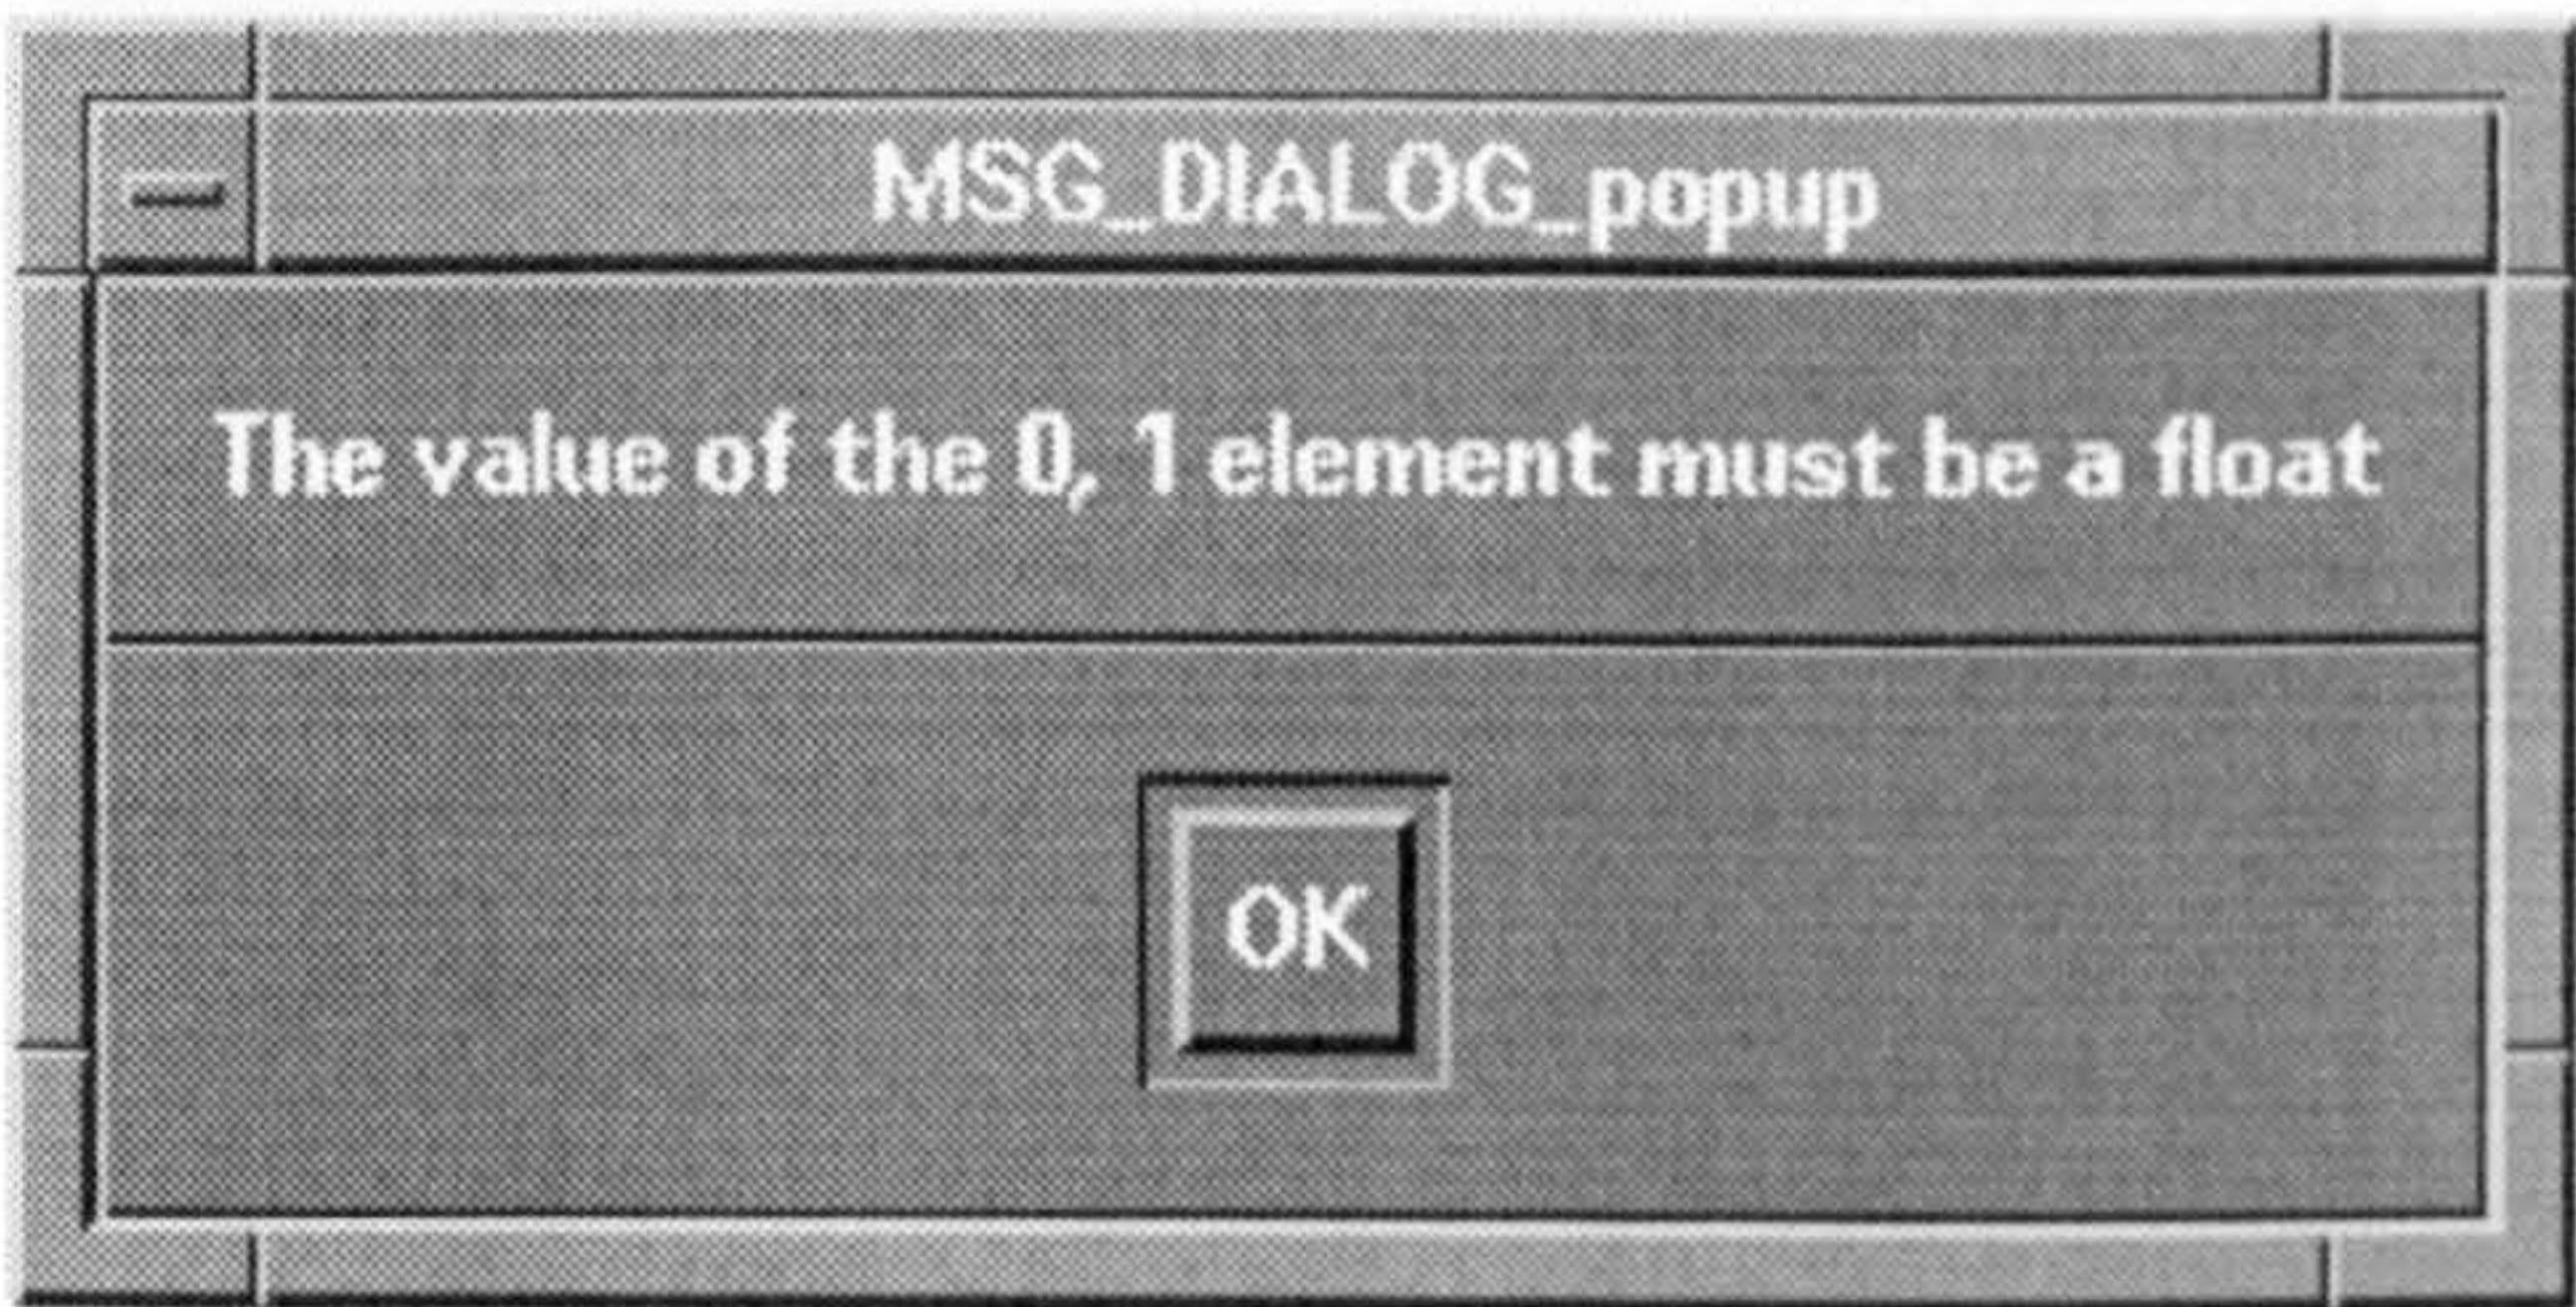 MSG_DIALOG_popup
The value of the 0, 1 element must be a float
OK